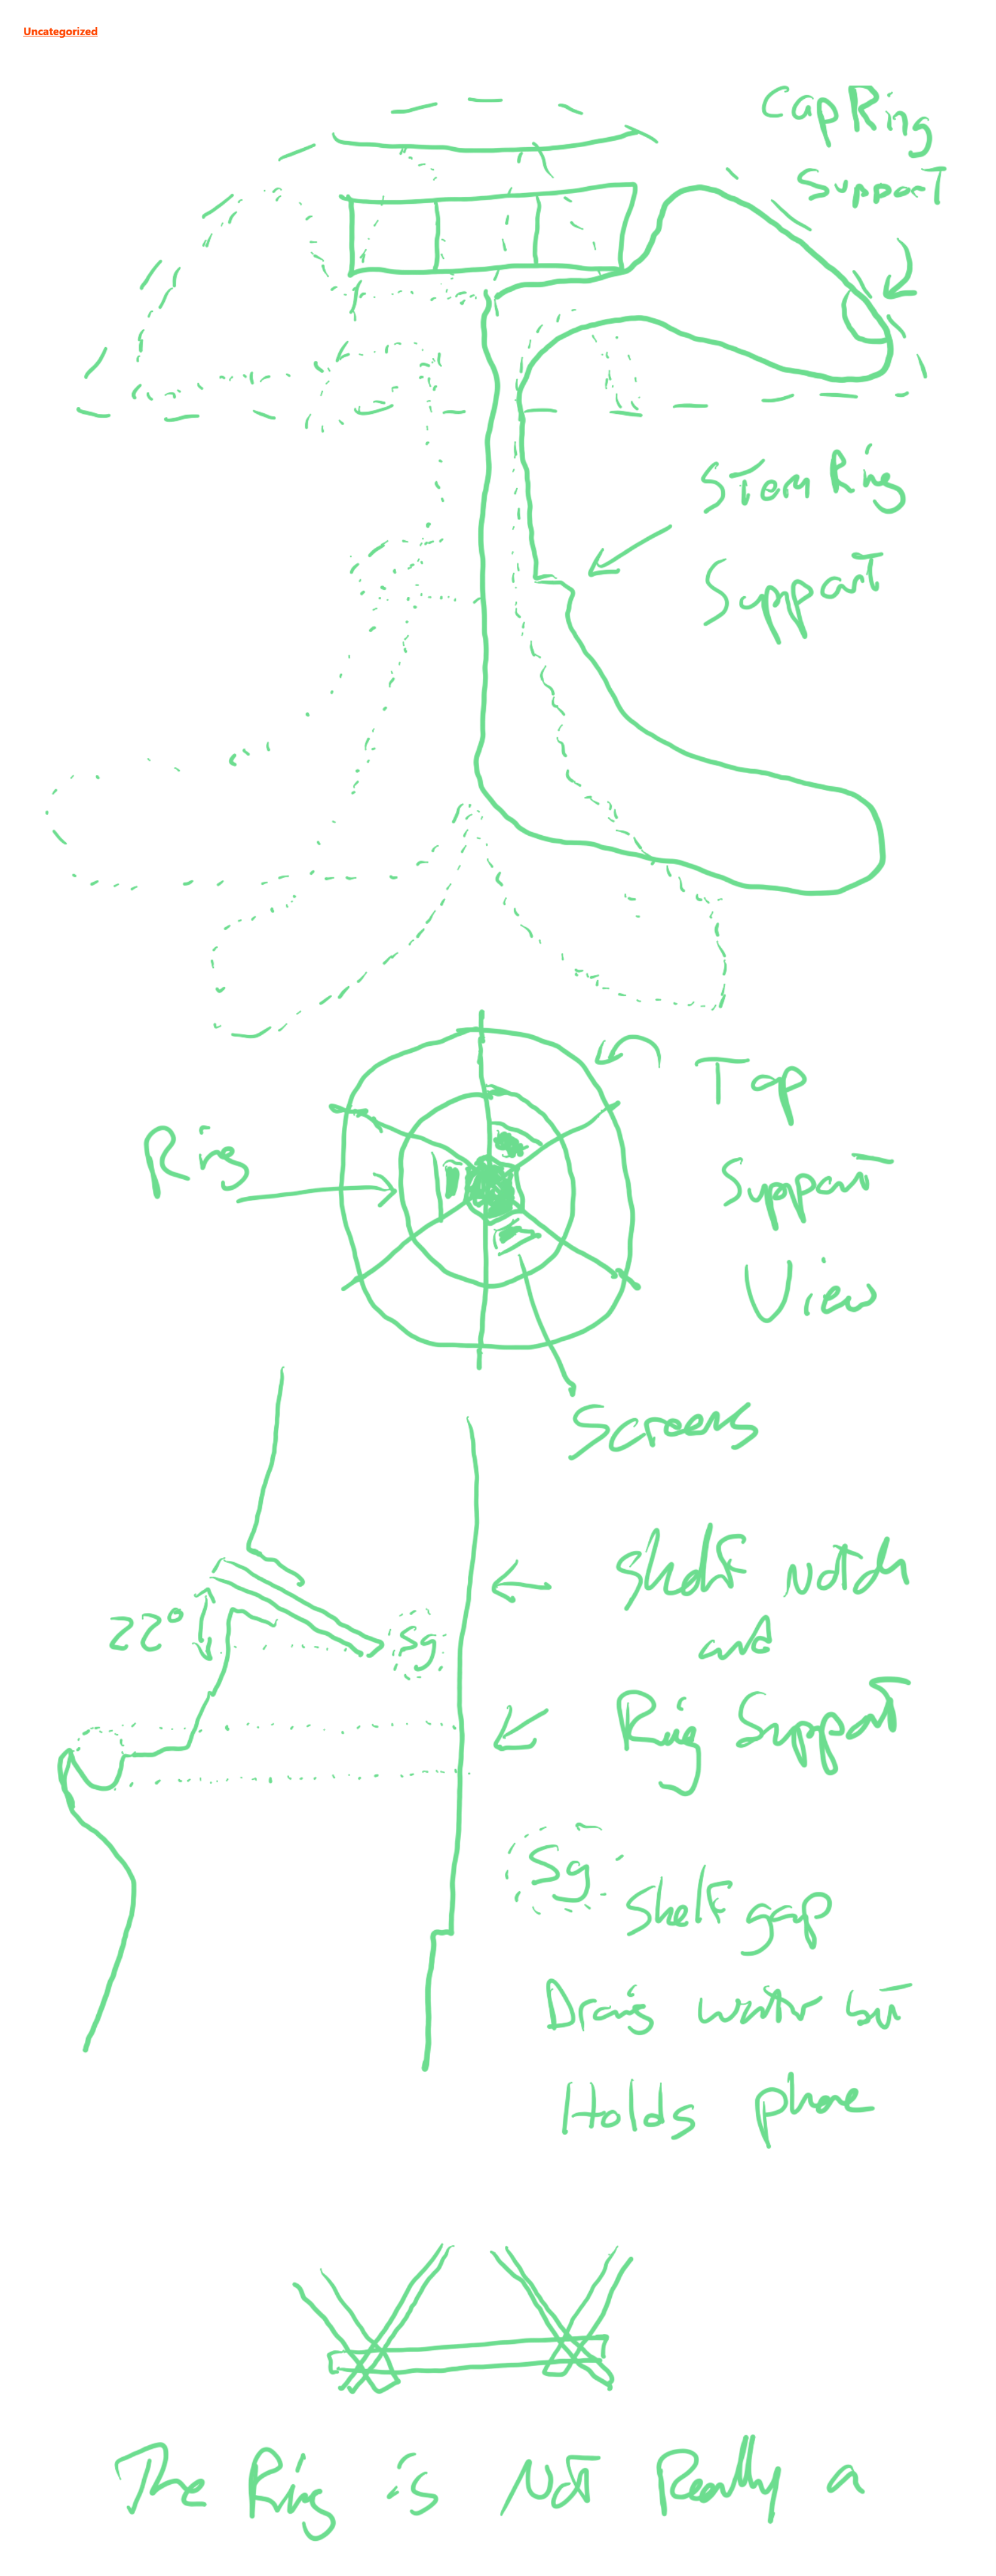 Uncategorized
Cap Ring
Support
Stem Ring
Support
Top
Ring
Support
View
Screens
Shelf Notch
and
22°
Sg
Ring Support
Sg
Shelf gap
Drains water but
Holds phone
The Ring is Not Really a